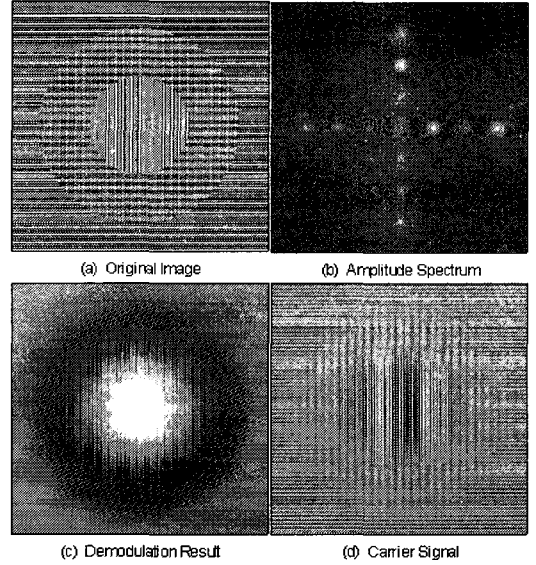 (a) Original Image
(b) Amplitude Spectrum
(c) Demodulation Result
(d) Carrier Signal